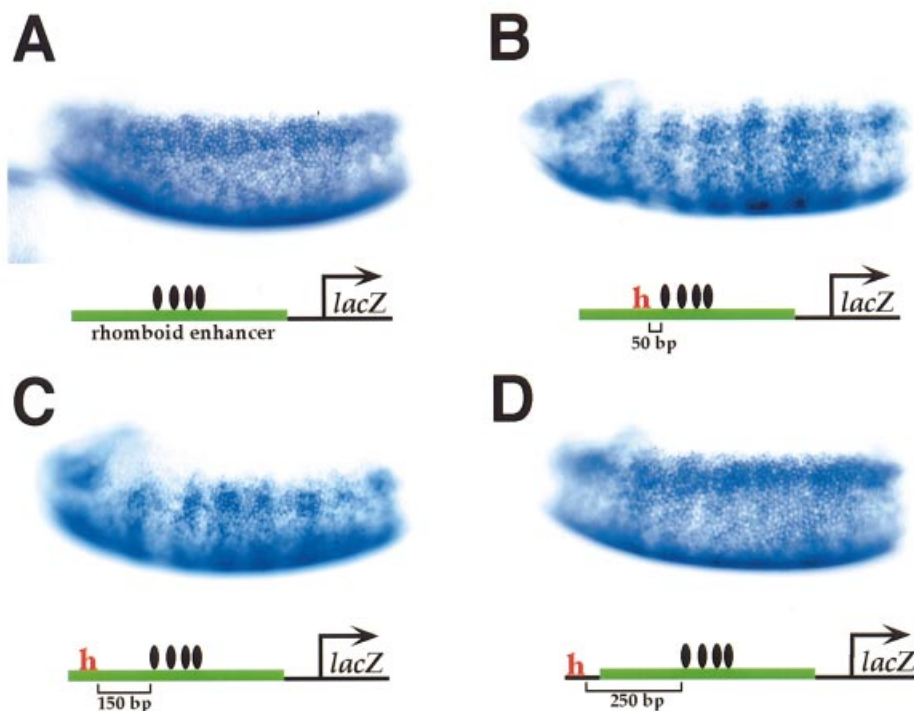 A
B
lacZ
rhomboid enhancer
h
lacZ
50 bp
C
D
h
lacZ
150 bp
h
lacZ
250 bp